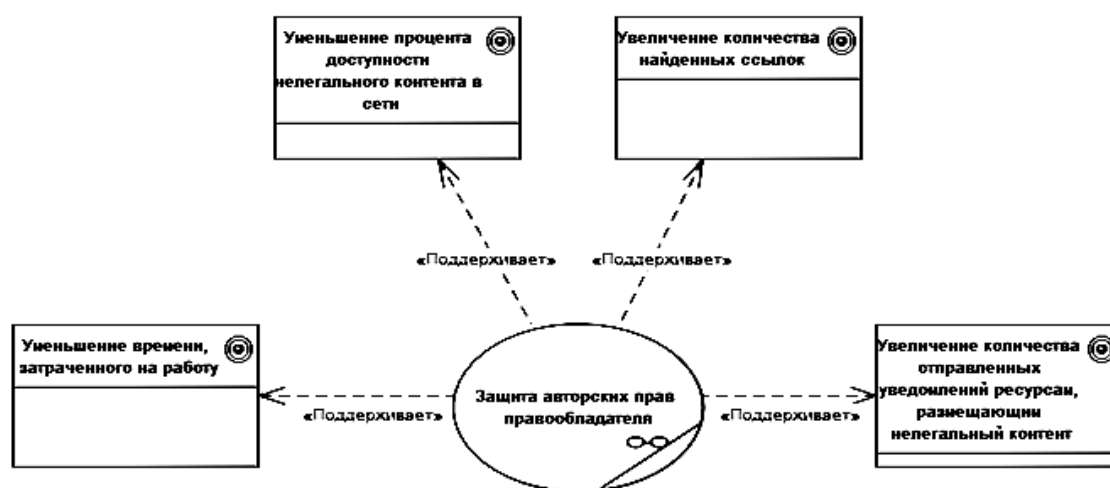 Уменьшение процента
доступности
нелегального контента в
сети
Увеличение количества
найденных ссылок
«Поддерживает»
«Поддерживает»
Уменьшение времени,
затраченного на работу
«Поддерживает»
Защита авторских прав
правообладателя
«Поддерживает»
Увеличение количества
отправленных
уведомлений ресурсам,
размещающим
нелегальный контент